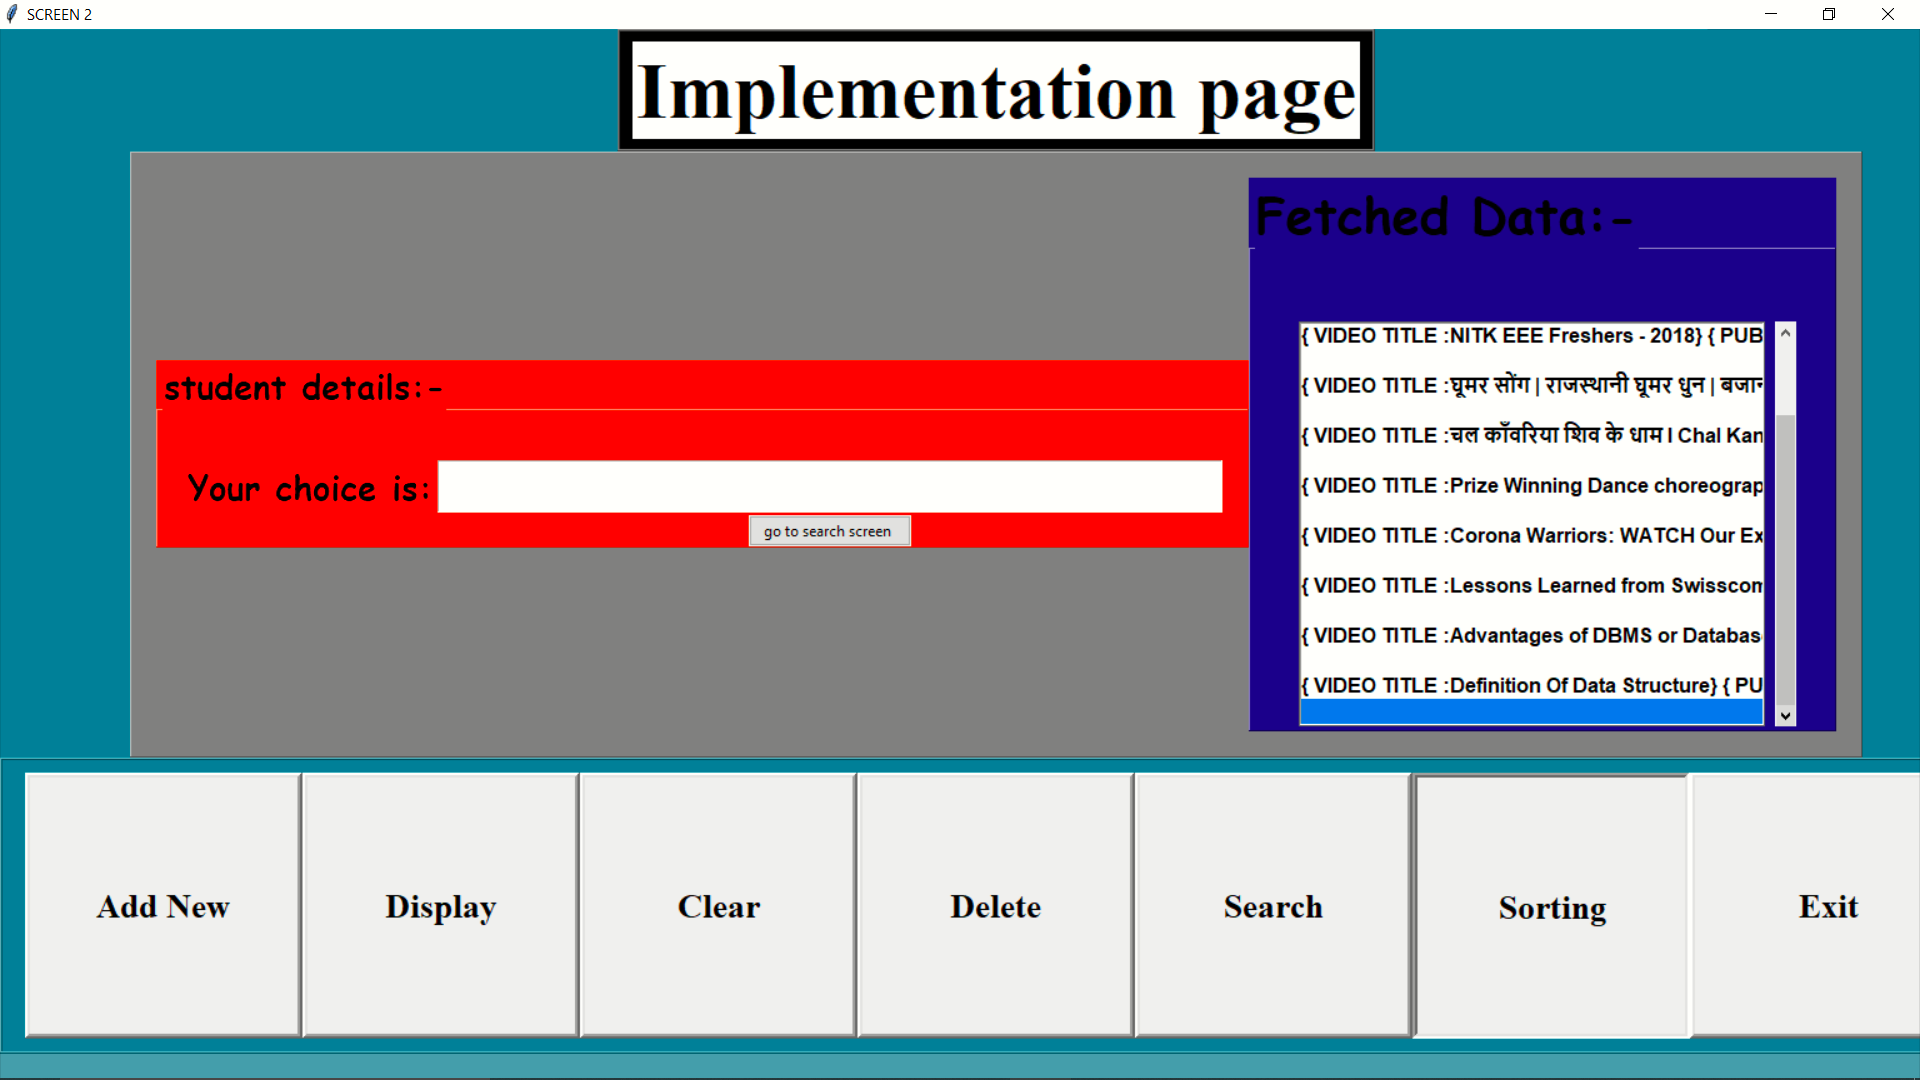 SCREEN 2
Implementation page
Fetched Data:-
{ VIDEO TITLE :NITK EEE Freshers - 2018} { PUB
{ VIDEO TITLE :घूमर सोंग | राजस्थानी घूमर धुन | बजान
{ VIDEO TITLE :चल काँवरिया शिव के धाम I Chal Kan
{ VIDEO TITLE :Prize Winning Dance choreograp
{ VIDEO TITLE :Corona Warriors: WATCH Our Ex
{ VIDEO TITLE :Lessons Learned from Swisscom
{ VIDEO TITLE :Advantages of DBMS or Databas
{ VIDEO TITLE :Definition Of Data Structure} { PU
student details:-
Your choice is:
go to search screen
Add New
Display
Clear
Delete
Search
Sorting
Exit